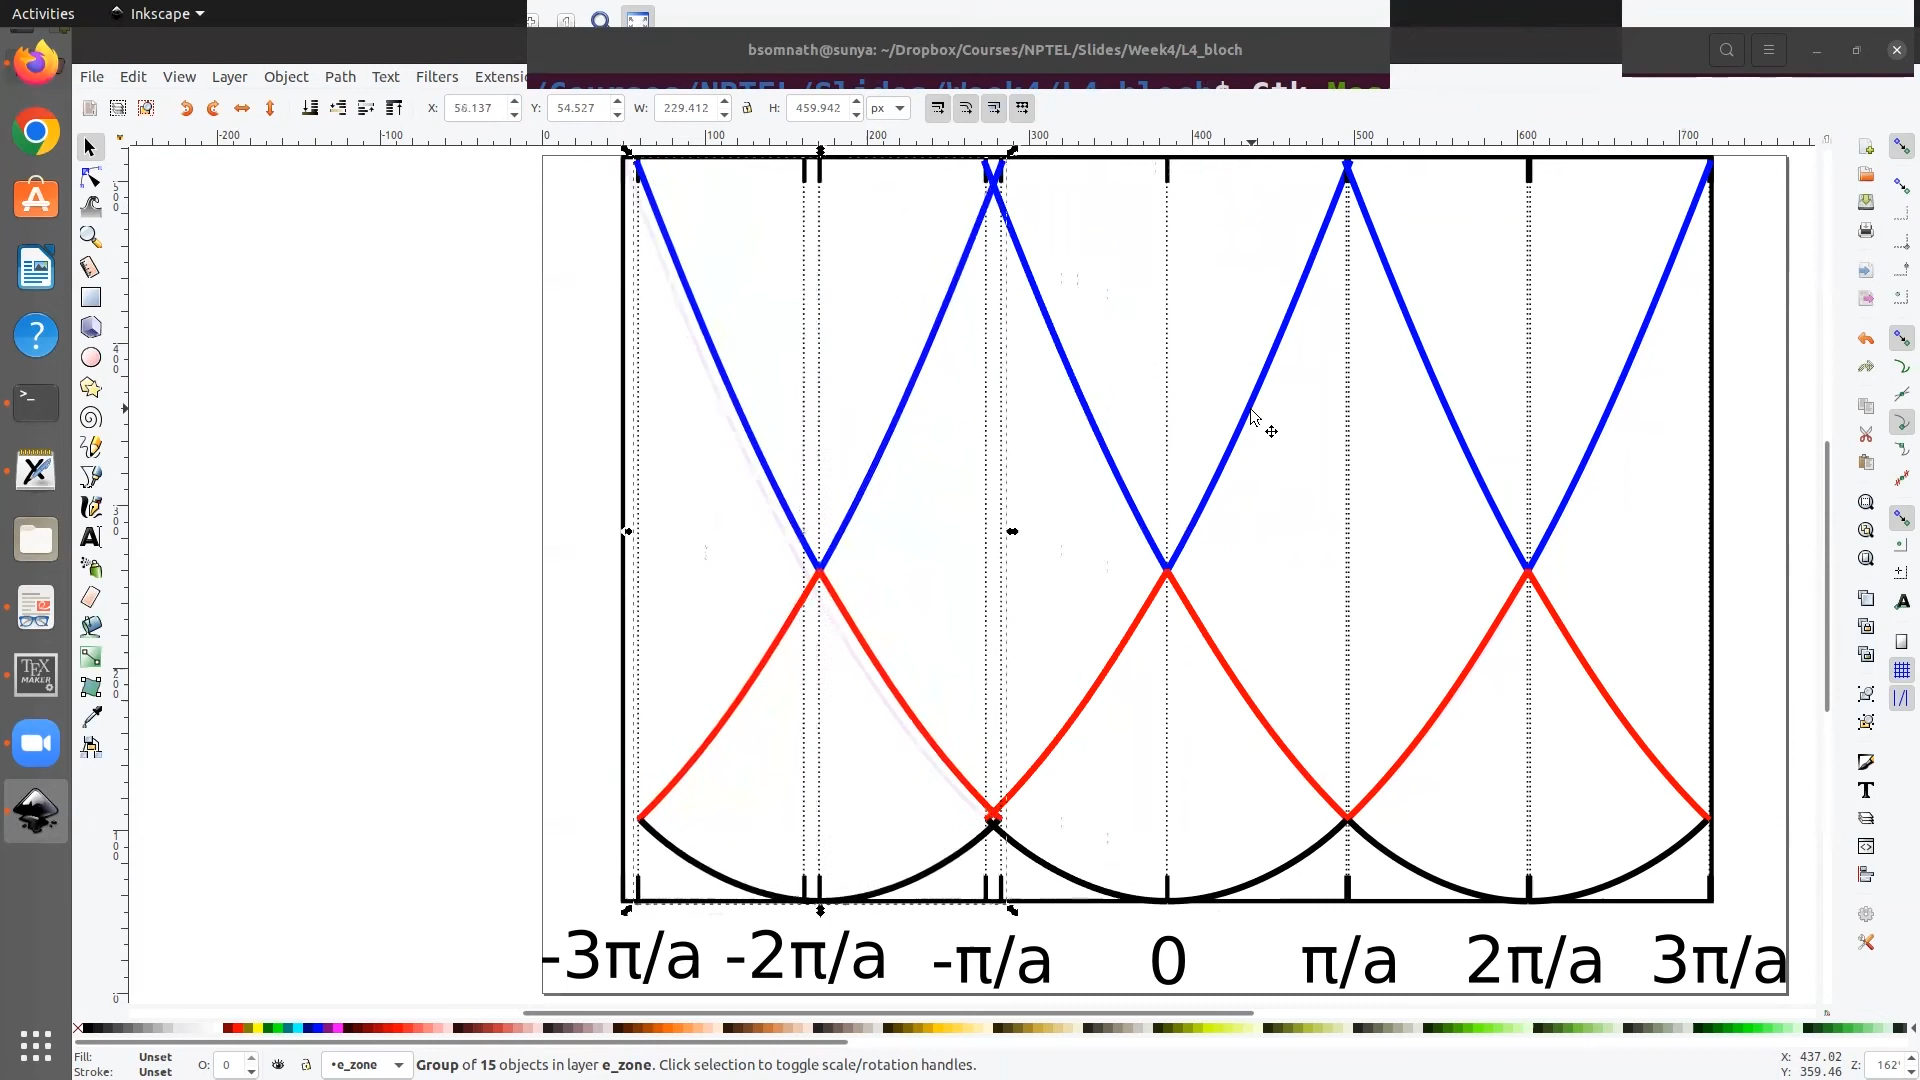 Activities Inkscape
bsomnath@sunya: ~/Dropbox/Courses/NPTEL/Slides/Week4/L4_bloch
File Edit View Layer Object Path Text Filters Extensi
X: 56.137 Y: 54.527 W: 229.412 H: 459.942 px
-200 -100 0 100 200 300 400 500 600 700
TEX
MAKER
-3π/a -2π/a -π/a 0 π/a 2π/a 3π/a
Fill: Unset O: 0 •e_zone Group of 15 objects in layer e_zone. Click selection to toggle scale/rotation handles. X: 437.02 Z: 162
Stroke: Unset Y: 359.46